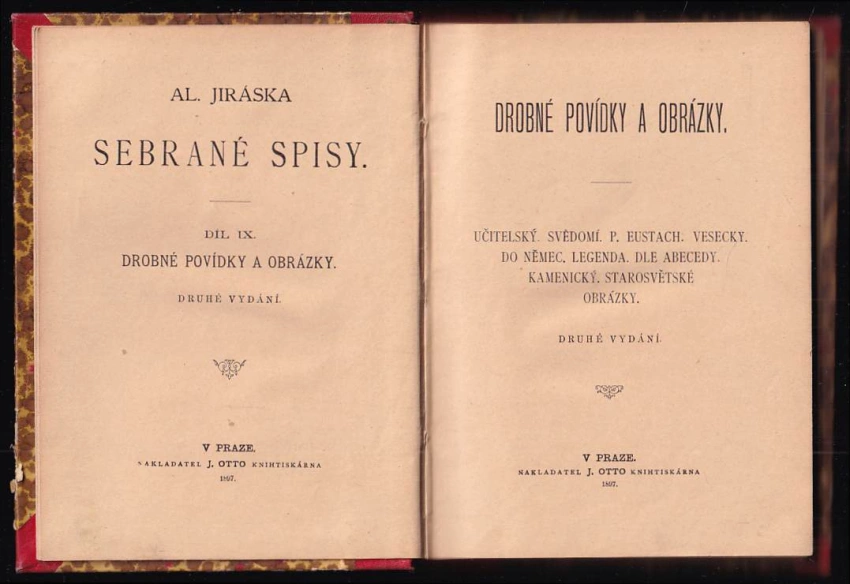 AL. JIRÁSKA
SEBRANÉ SPISY.
DÍL IX.
DROBNÉ POVÍDKY A OBRÁZKY.
DRUHÉ VYDÁNÍ.
V PRAZE.
NAKLADATEL J. OTTO KNIHTISKÁRNA
1897.
DROBNÉ POVÍDKY A OBRÁZKY.
UČITELSKÝ. SVĚDOMÍ. P. EUSTACH. VESECKY.
DO NĚMEC. LEGENDA. DLE ABECEDY.
KAMENICKÝ. STAROSVĚTSKÉ
OBRÁZKY.
DRUHÉ VYDÁNÍ.
V PRAZE.
NAKLADATEL J. OTTO KNIHTISKÁRNA
1897.